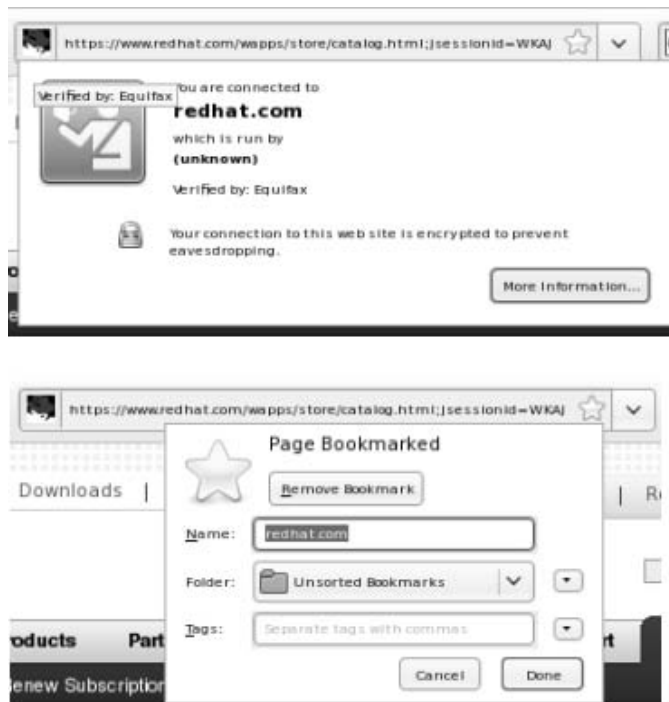 https://www.redhat.com/wapps/store/catalog.html;jsessionid=WKAJ
Verified by: Equifax
You are connected to
redhat.com
which is run by
(unknown)
Verified by: Equifax
Your connection to this web site is encrypted to prevent
eavesdropping.
More Information...
https://www.redhat.com/wapps/store/catalog.html;jsessionid=WKAJ
Page Bookmarked
Remove Bookmark
Downloads |
Name: redhat.com
Folder: Unsorted Bookmarks
Tags: Separate tags with commas
Cancel Done